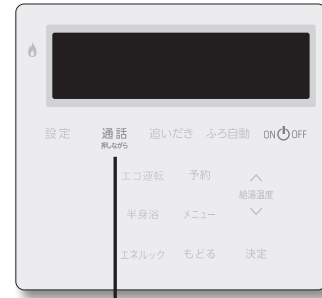 設定 通話 追いだき ふろ自動 ON OFF
押しながら
エコ運転 予約
給湯温度
半身浴 メニュー
エネルック もどる 決定